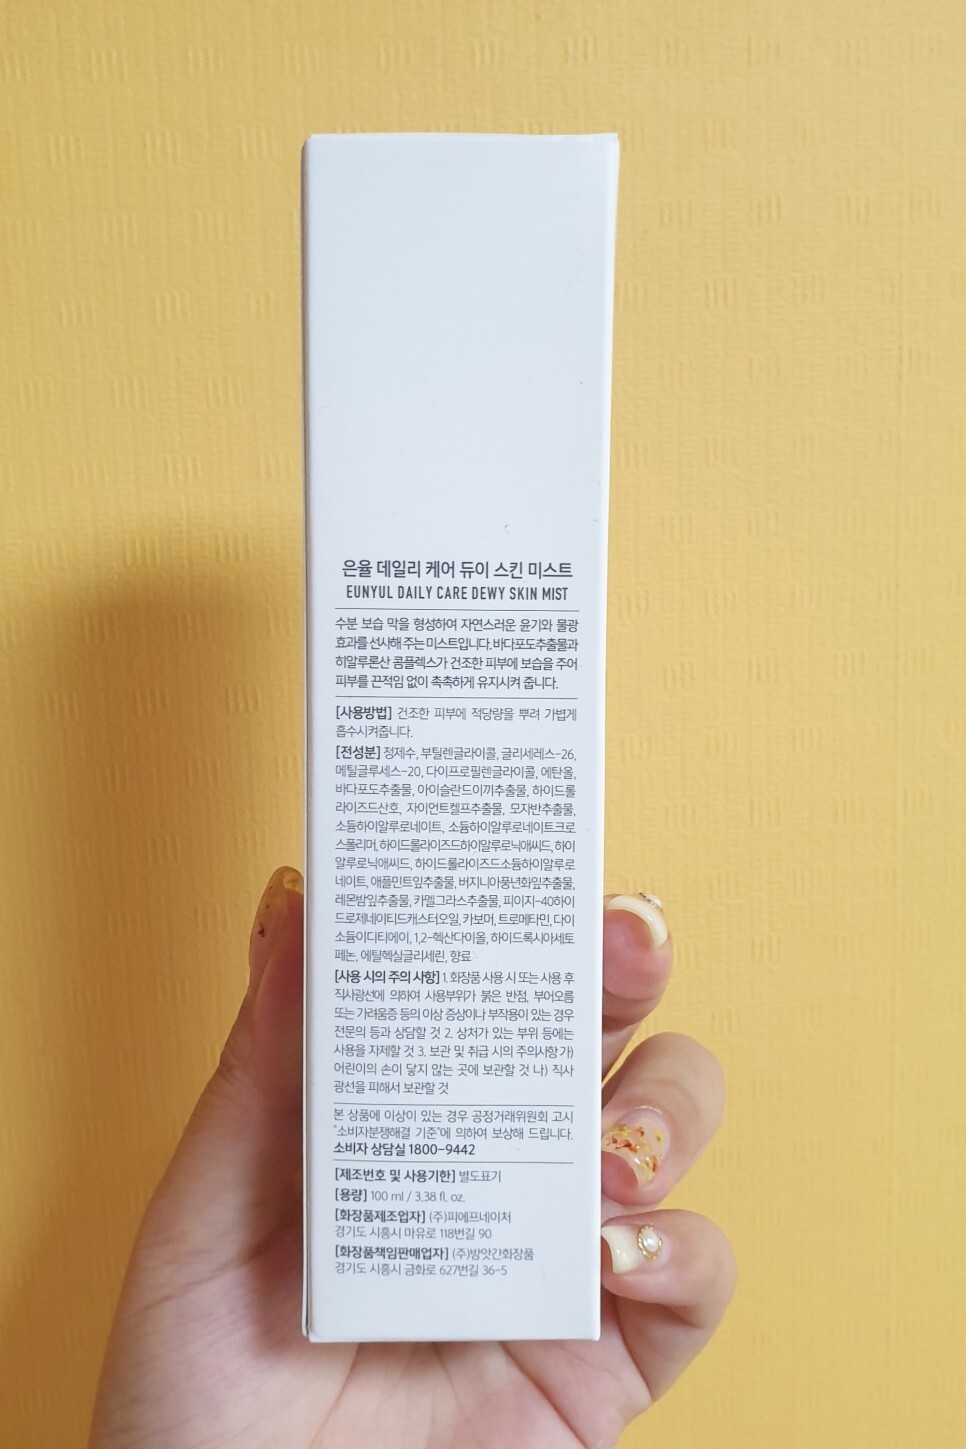 은율 데일리 케어 듀이 스킨 미스트
EUNYUL DAILY CARE DEWY SKIN MIST
수분 보습 막을 형성하여 자연스러운 윤기와 물광
효과를 선사해 주는 미스트입니다. 바다포도추출물과
히알루론산 콤플렉스가 건조한 피부에 보습을 주어
피부를 끈적임 없이 촉촉하게 유지시켜 줍니다.
[사용방법] 건조한 피부에 적당량을 뿌려 가볍게
흡수시켜줍니다.
[전성분] 정제수, 부틸렌글라이콜, 글리세레스-26,
메틸글루세스-20, 다이프로필렌글라이콜, 에탄올,
바다포도추출물, 아이슬란드이끼추출물, 하이드롤
라이즈드산호, 자이언트켈프추출물, 모자반추출물,
소듐하이알루로네이트, 소듐하이알루로네이트크로
스폴리머, 하이드롤라이즈드하이알루로닉애씨드, 하이
알루로닉애씨드, 하이드롤라이즈드소듐하이알루로
네이트, 애플민트잎추출물, 버지니아풍년화잎추출물,
레몬밤잎추출물, 카멜그라스추출물, 피이지-40하이
드로제네이티드캐스터오일, 카보머, 트로메타민, 다이
소듐이디티에이, 1,2-헥산다이올, 하이드록시아세토
페논, 에틸헥실글리세린, 향료
[사용 시의 주의 사항] 1. 화장품 사용 시 또는 사용 후
직사광선에 의하여 사용부위가 붉은 반점, 부어오름
또는 가려움증 등의 이상 증상이나 부작용이 있는 경우
전문의 등과 상담할 것 2. 상처가 있는 부위 등에는
사용을 자제할 것 3. 보관 및 취급 시의 주의사항 가)
어린이의 손이 닿지 않는 곳에 보관할 것 나) 직사
광선을 피해서 보관할 것
본 상품에 이상이 있는 경우 공정거래위원회 고시
"소비자분쟁해결 기준"에 의하여 보상해 드립니다.
소비자 상담실 1800-9442
[제조번호 및 사용기한] 별도표기
[용량] 100 ml / 3.38 fl. oz.
[화장품제조업자] (주)피에프네이처
경기도 시흥시 마유로 118번길 90
[화장품책임판매업자] (주)방앗간화장품
경기도 시흥시 금화로 627번길 36-5